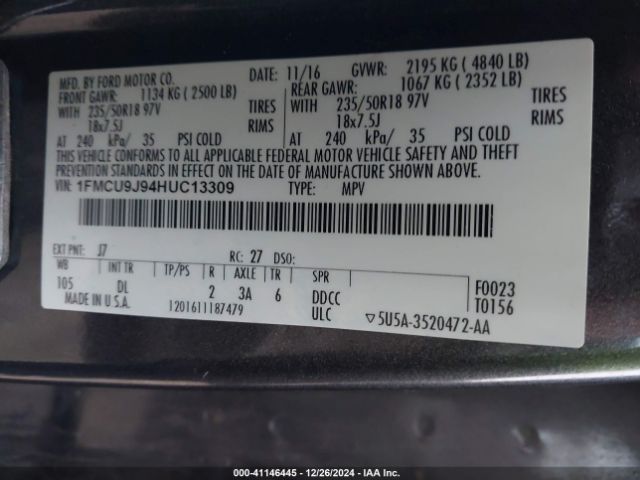 MFD. BY FORD MOTOR CO.
DATE: 11/16 GVWR: 2195 KG ( 4840 LB)
FRONT GAWR: 1134 KG ( 2500 LB)
REAR GAWR: 1067 KG ( 2352 LB)
WITH 235/50R18 97V TIRES
WITH 235/50R18 97V TIRES
18x7.5J RIMS
18x7.5J RIMS
AT 240 kPa/ 35 PSI COLD
AT 240 kPa/ 35 PSI COLD
THIS VEHICLE CONFORMS TO ALL APPLICABLE FEDERAL MOTOR VEHICLE SAFETY AND THEFT
PREVENTION STANDARDS IN EFFECT ON THE DATE OF MANUFACTURE SHOWN ABOVE.
VIN: 1FMCU9J94HUC13309 TYPE: MPV
EXT PNT: J7 RC: 27 DSO:
WB INT TR TP/PS R AXLE TR SPR
105 DL 2 3A 6 DDCC F0023
MADE IN U.S.A. 1201611187479 ULC T0156
▽5U5A-3520472-AA
000-41146445 - 12/26/2024 - IAA Inc.